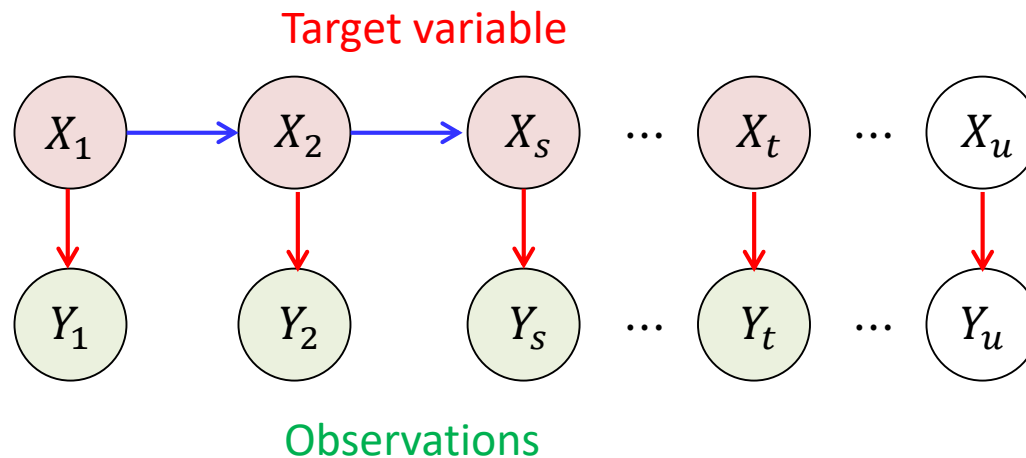 Target variable
X₁ X₂ Xₛ ... Xₜ ... Xᵤ
Y₁ Y₂ Yₛ ... Yₜ ... Yᵤ
Observations